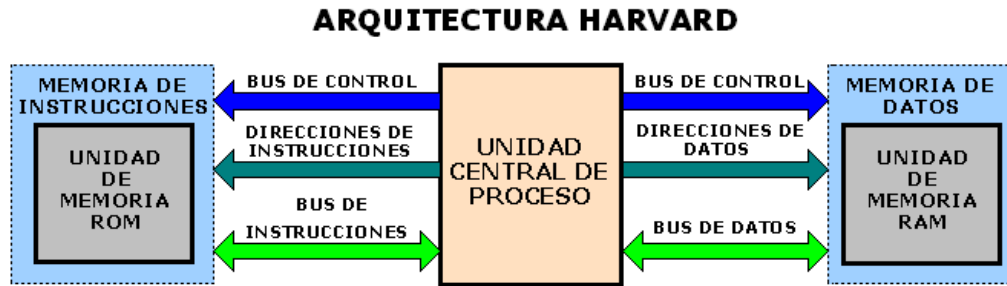 ARQUITECTURA HARVARD
MEMORIA DE
INSTRUCCIONES
UNIDAD
DE
MEMORIA
ROM
BUS DE CONTROL
DIRECCIONES DE
INSTRUCCIONES
BUS DE
INSTRUCCIONES
UNIDAD
CENTRAL DE
PROCESO
BUS DE CONTROL
DIRECCIONES DE
DATOS
BUS DE DATOS
MEMORIA DE
DATOS
UNIDAD
DE
MEMORIA
RAM